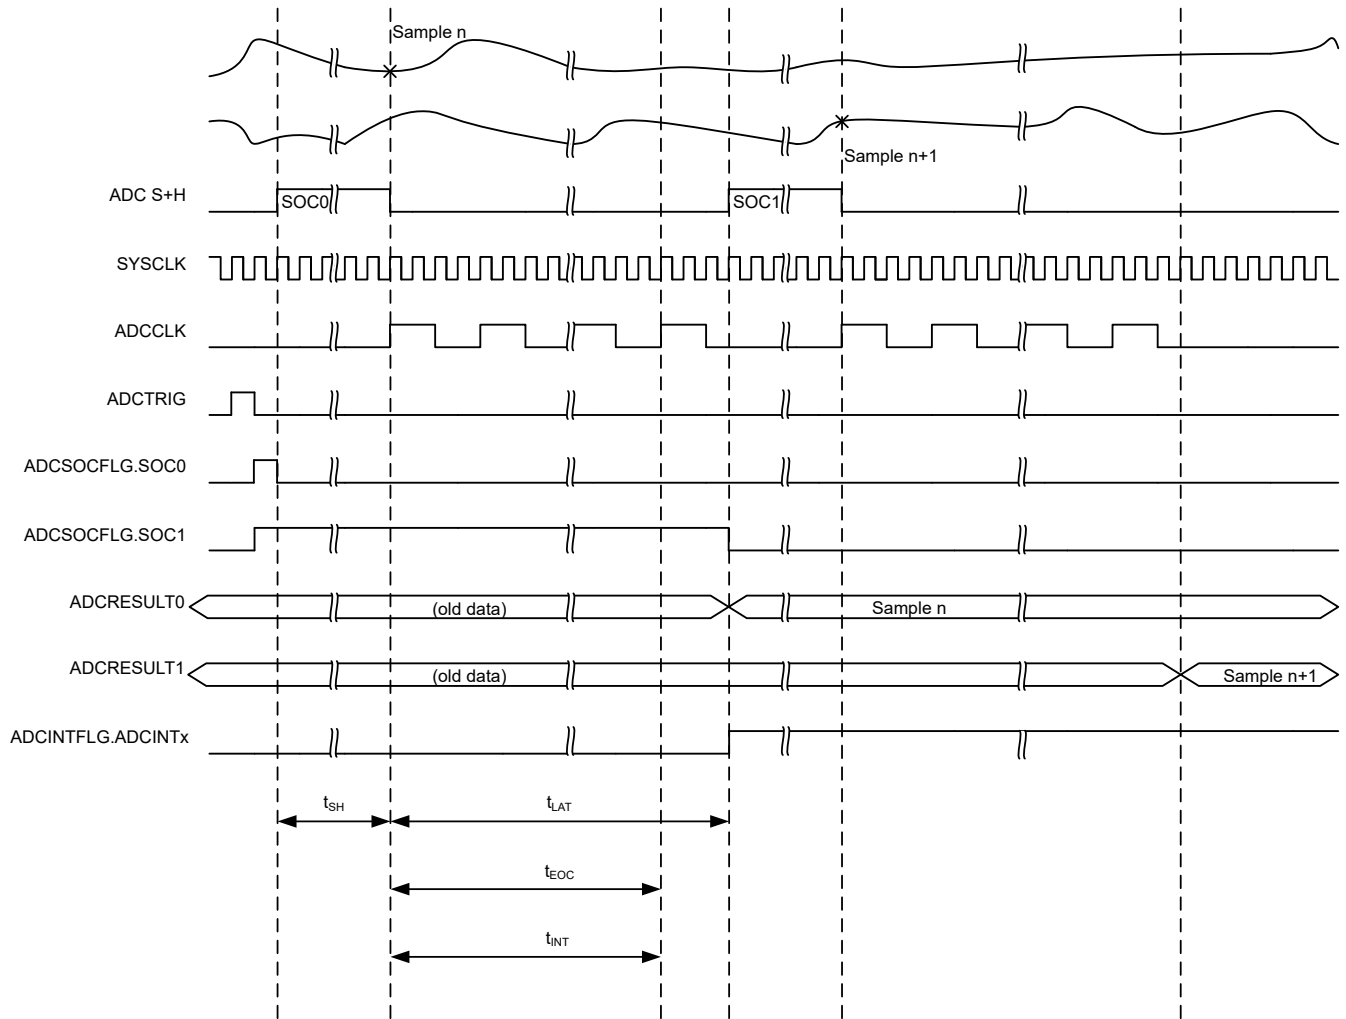 Sample n
Sample n+1
ADC S+H
SOC0
SOC1
SYSCLK
ADCCLK
ADCTRIG
ADCSOCFLG.SOC0
ADCSOCFLG.SOC1
ADCRESULT0
(old data)
Sample n
ADCRESULT1
(old data)
Sample n+1
ADCINTFLG.ADCINTx
tSH
tLAT
tEOC
tINT